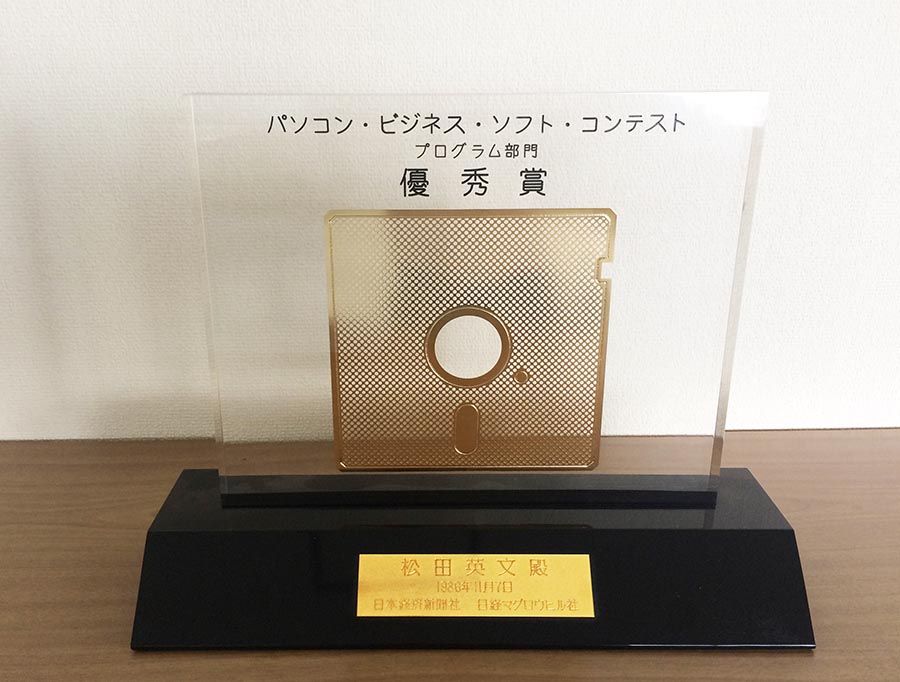 パソコン・ビジネス・ソフト・コンテスト
プログラム部門
優秀賞
松田英文殿
1986年11月7日
日本経済新聞社 日経マグロウヒル社